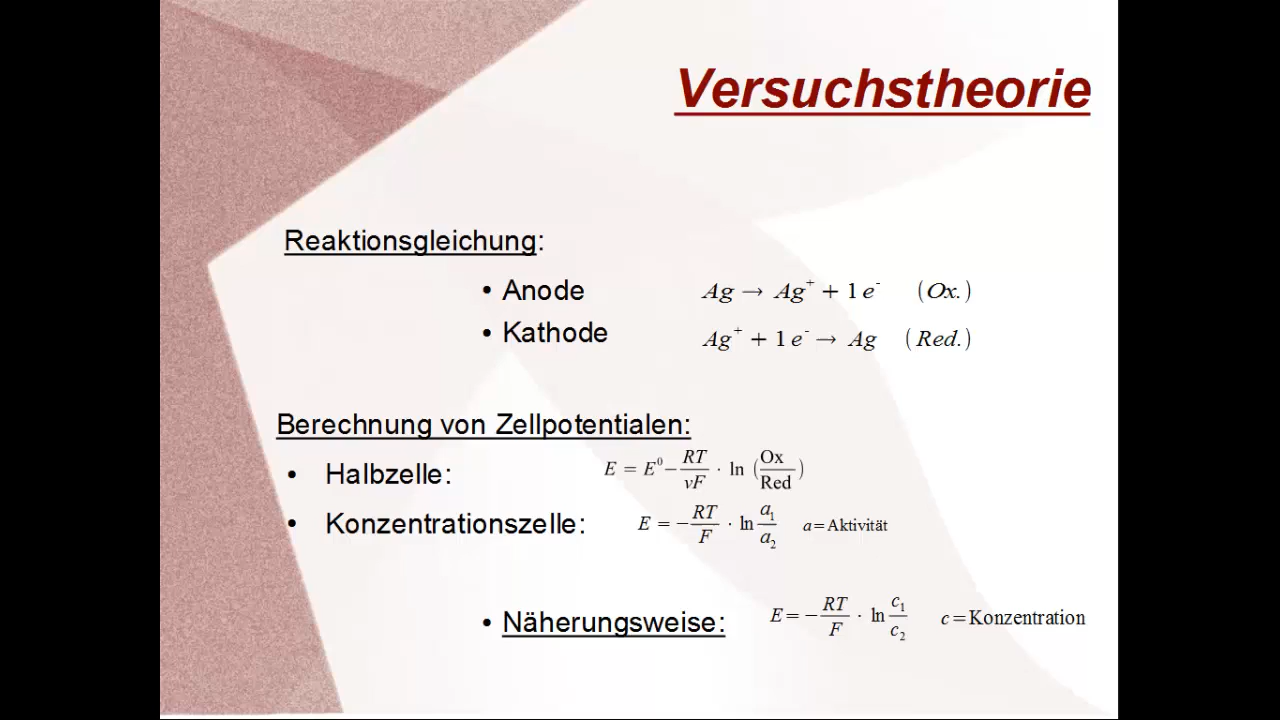 Versuchstheorie
Reaktionsgleichung:
• Anode Ag → Ag⁺ + 1 e⁻ (Ox.)
• Kathode Ag⁺ + 1 e⁻ → Ag (Red.)
Berechnung von Zellpotentialen:
• Halbzelle: E = E⁰ − RT/νF · ln (Ox/Red)
• Konzentrationszelle: E = − RT/F · ln a₁/a₂ a = Aktivität
• Näherungsweise: E = − RT/F · ln c₁/c₂ c = Konzentration